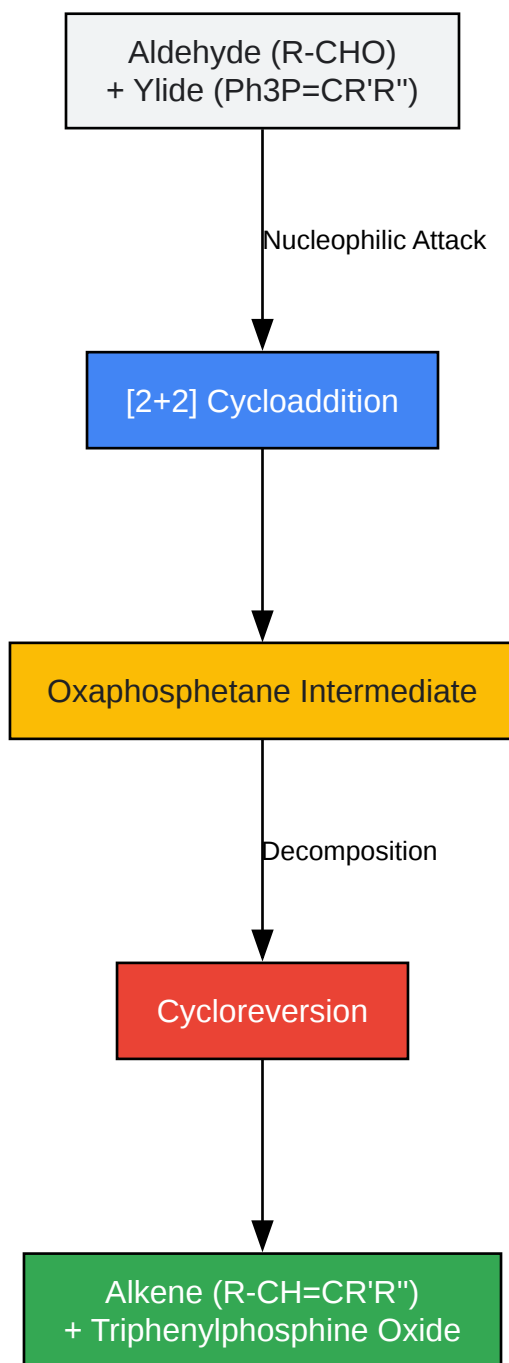 Aldehyde (R-CHO)
+ Ylide (Ph3P=CR'R")
Nucleophilic Attack
[2+2] Cycloaddition
Oxaphosphetane Intermediate
Decomposition
Cycloreversion
Alkene (R-CH=CR'R")
+ Triphenylphosphine Oxide